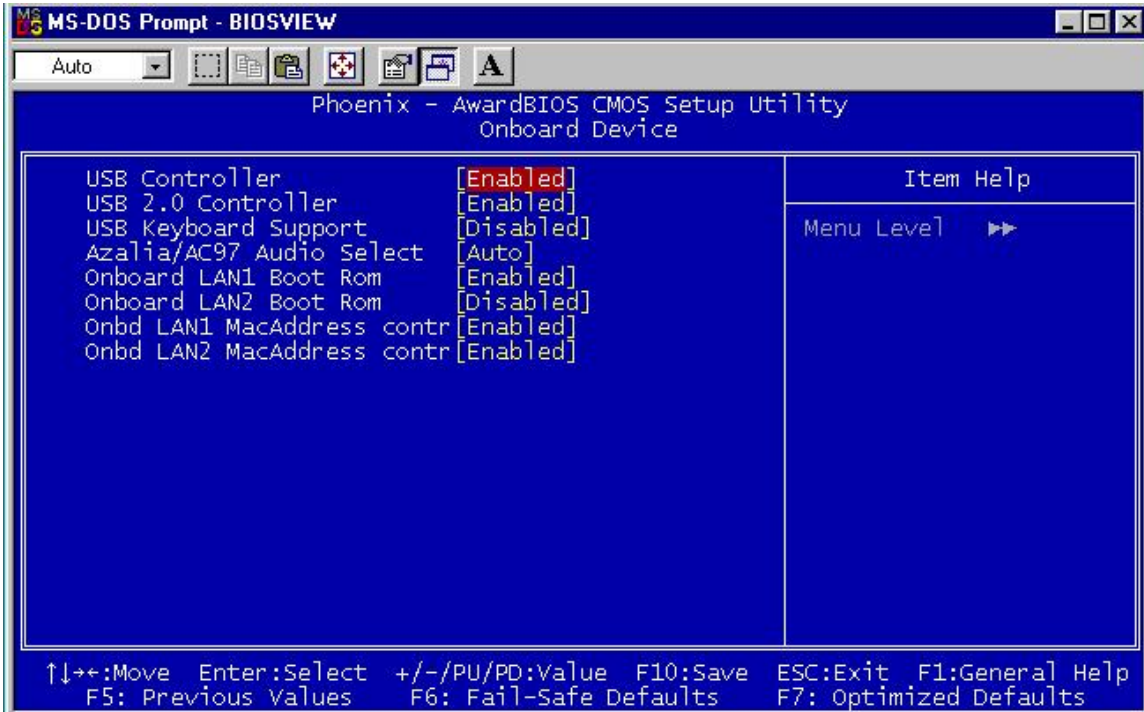 MS-DOS Prompt - BIOSVIEW
Auto
A
Phoenix - AwardBIOS CMOS Setup Utility
Onboard Device
USB Controller [Enabled]
USB 2.0 Controller [Enabled]
USB Keyboard Support [Disabled]
Azalia/AC97 Audio Select [Auto]
Onboard LAN1 Boot Rom [Enabled]
Onboard LAN2 Boot Rom [Disabled]
Onbd LAN1 MacAddress contr[Enabled]
Onbd LAN2 MacAddress contr[Enabled]
Item Help
Menu Level ►►
↑↓→←:Move Enter:Select +/-/PU/PD:Value F10:Save ESC:Exit F1:General Help
F5: Previous Values F6: Fail-Safe Defaults F7: Optimized Defaults